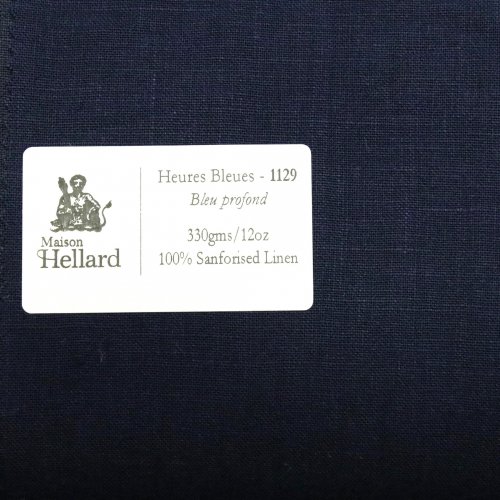 Maison
Hellard
Heures Bleues - 1129
Bleu profond
330gms/12oz
100% Sanforised Linen